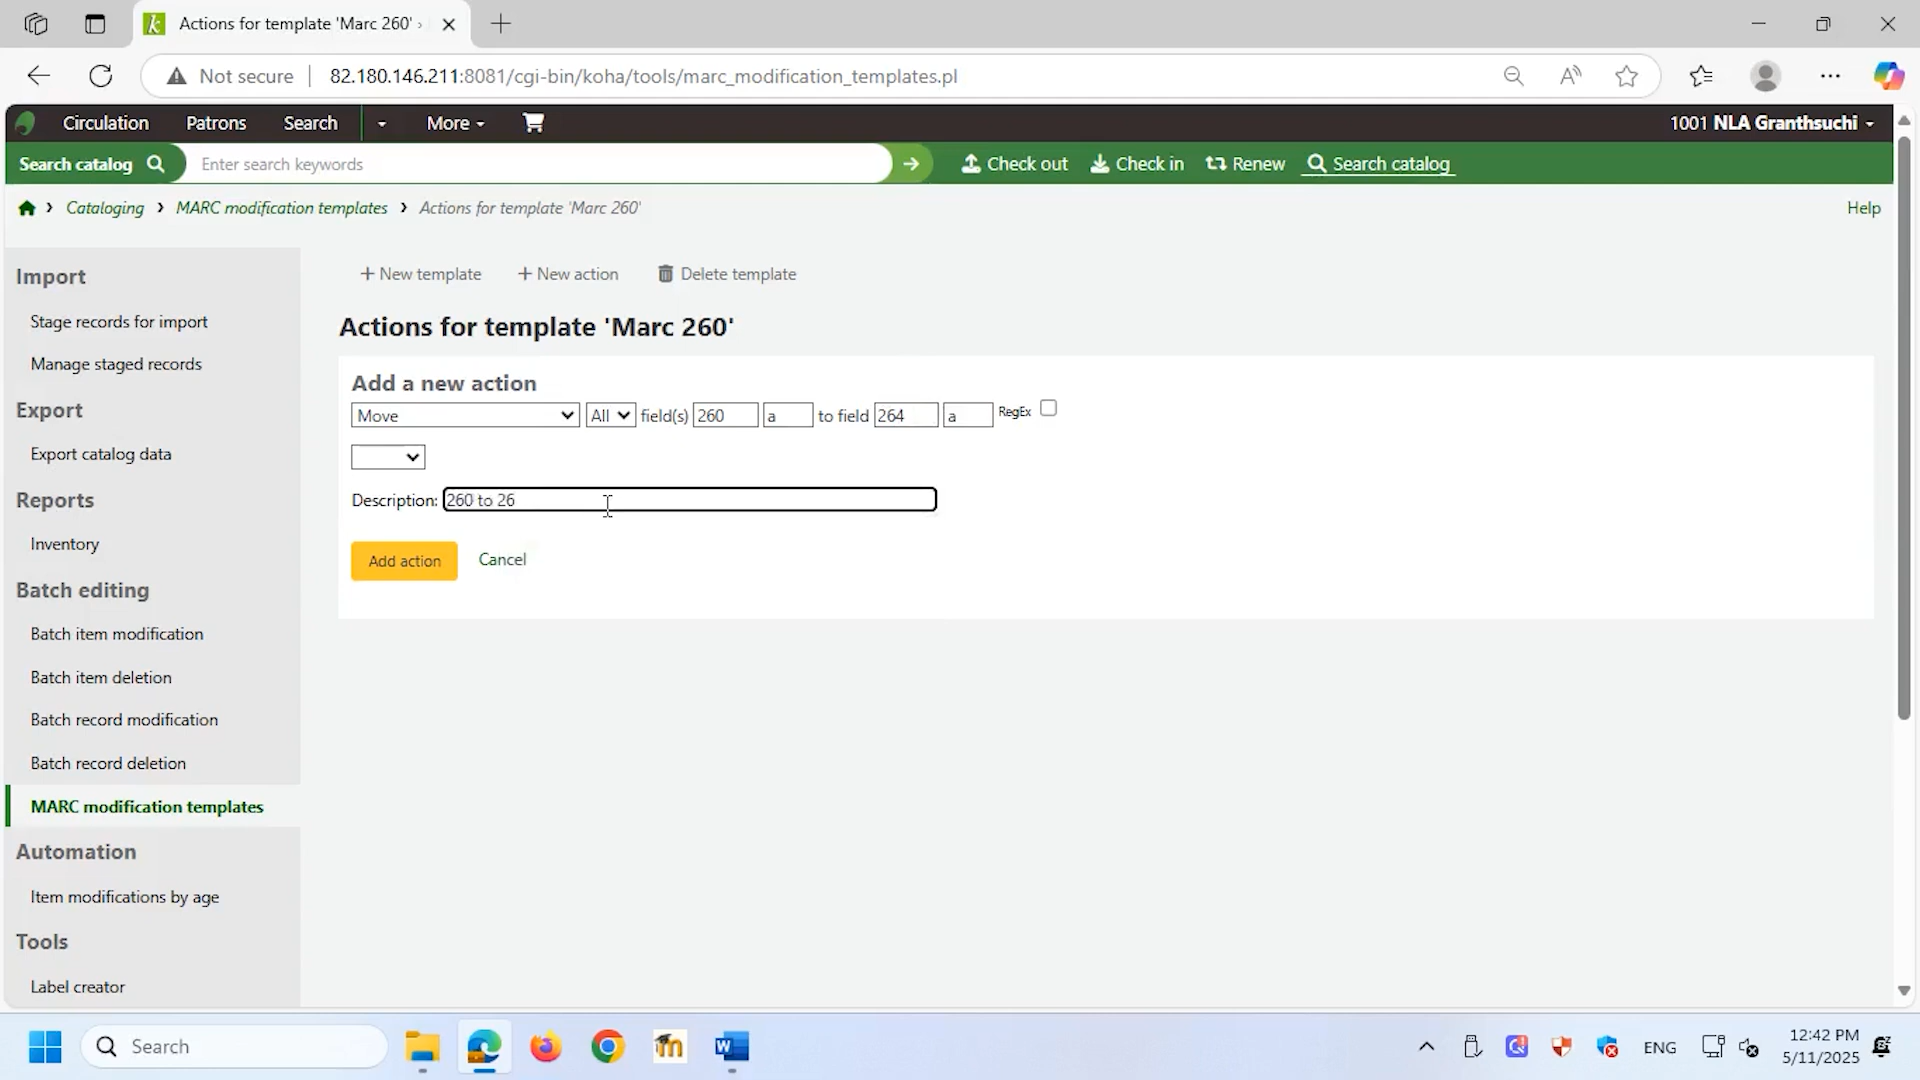 Actions for template 'Marc 260' ›
Not secure 82.180.146.211:8081/cgi-bin/koha/tools/marc_modification_templates.pl
Circulation Patrons Search More 1001 NLA Granthsuchi
Search catalog Enter search keywords Check out Check in Renew Search catalog
Cataloging MARC modification templates Actions for template 'Marc 260' Help
Import
Stage records for import
Manage staged records
Export
Export catalog data
Reports
Inventory
Batch editing
Batch item modification
Batch item deletion
Batch record modification
Batch record deletion
MARC modification templates
Automation
Item modifications by age
Tools
Label creator
+ New template + New action Delete template
Actions for template 'Marc 260'
Add a new action
Move All field(s) 260 a to field 264 a RegEx
Description: 260 to 26
Add action Cancel
Search ENG 12:42 PM
5/11/2025